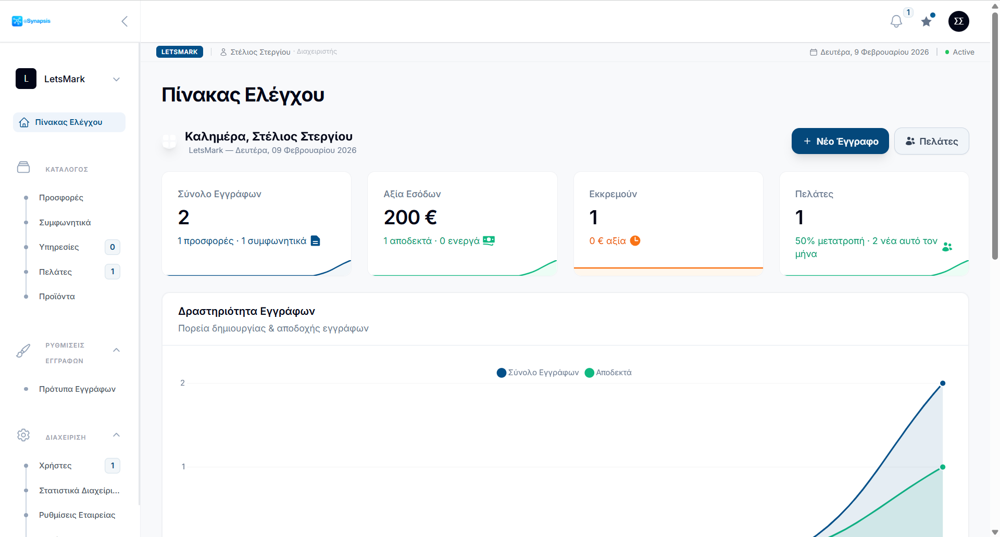 eSynapsis
1
ΣΣ
LETSMARK
Στέλιος Στεργίου · Διαχειριστής
Δευτέρα, 9 Φεβρουαρίου 2026
Active
L
LetsMark
Πίνακας Ελέγχου
ΚΑΤΑΛΟΓΟΣ
Προσφορές
Συμφωνητικά
Υπηρεσίες 0
Πελάτες 1
Προϊόντα
ΡΥΘΜΙΣΕΙΣ
ΕΓΓΡΑΦΩΝ
Πρότυπα Εγγράφων
ΔΙΑΧΕΙΡΙΣΗ
Χρήστες 1
Στατιστικά Διαχείρι...
Ρυθμίσεις Εταιρείας
Πίνακας Ελέγχου
Καλημέρα, Στέλιος Στεργίου
LetsMark — Δευτέρα, 09 Φεβρουαρίου 2026
+ Νέο Έγγραφο
Πελάτες
Σύνολο Εγγράφων
2
1 προσφορές · 1 συμφωνητικά
Αξία Εσόδων
200 €
1 αποδεκτά · 0 ενεργά
Εκκρεμούν
1
0 € αξία
Πελάτες
1
50% μετατροπή · 2 νέα αυτό τον
μήνα
Δραστηριότητα Εγγράφων
Πορεία δημιουργίας & αποδοχής εγγράφων
Σύνολο Εγγράφων Αποδεκτά
2
1